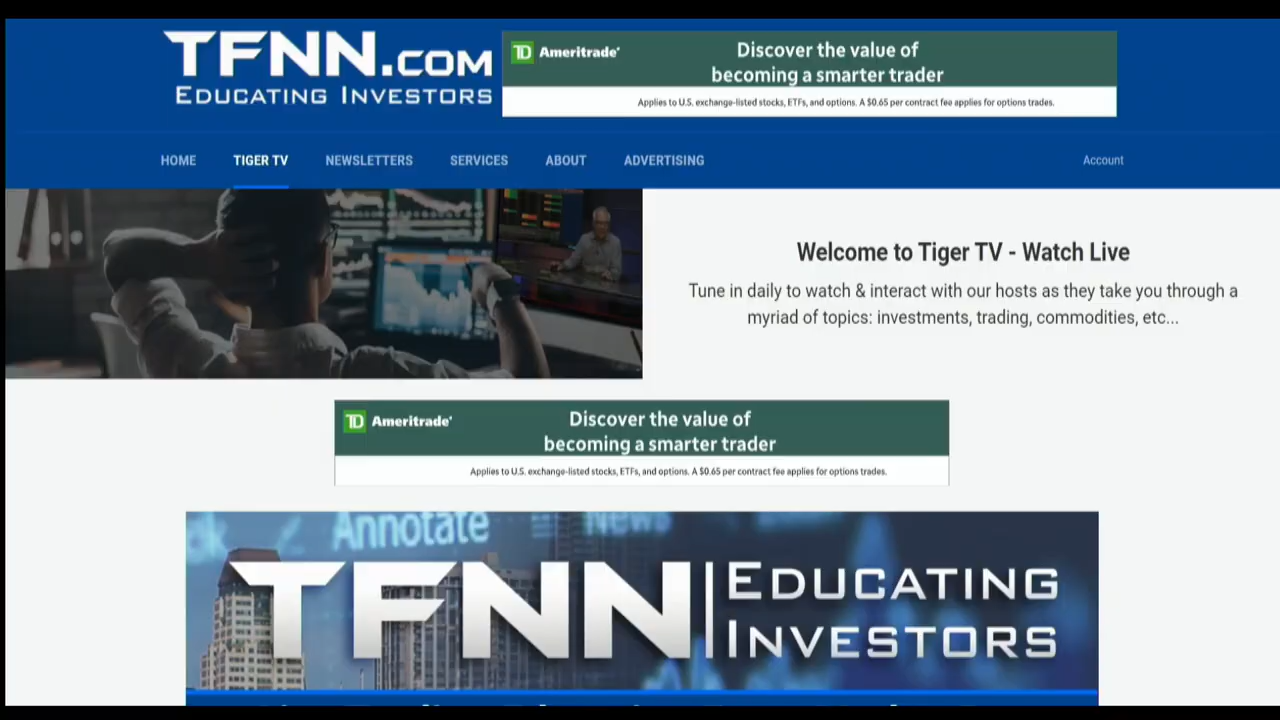 TFNN.COM
EDUCATING INVESTORS
TD Ameritrade
Discover the value of
becoming a smarter trader
Applies to U.S. exchange-listed stocks, ETFs, and options. A $0.65 per contract fee applies for options trades.
HOME
TIGER TV
NEWSLETTERS
SERVICES
ABOUT
ADVERTISING
Account
Welcome to Tiger TV - Watch Live
Tune in daily to watch & interact with our hosts as they take you through a
myriad of topics: investments, trading, commodities, etc...
TD Ameritrade
Discover the value of
becoming a smarter trader
Applies to U.S. exchange-listed stocks, ETFs, and options. A $0.65 per contract fee applies for options trades.
Annotate
News
TFNN
EDUCATING
INVESTORS